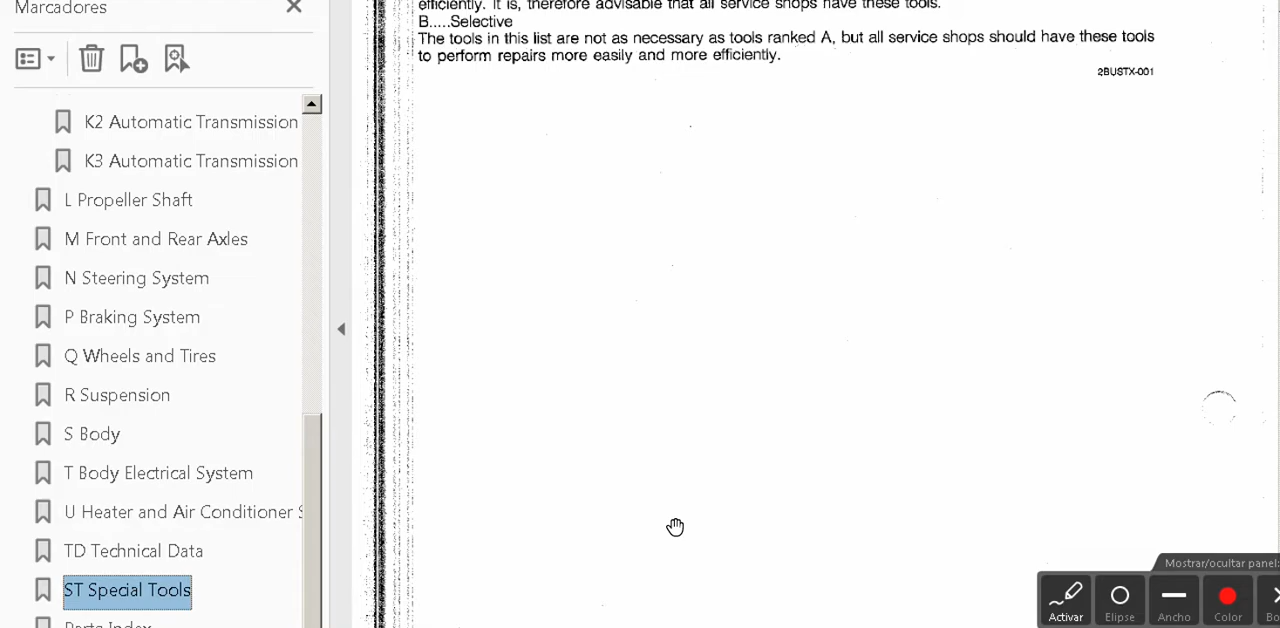 Marcadores
K2 Automatic Transmission
K3 Automatic Transmission
L Propeller Shaft
M Front and Rear Axles
N Steering System
P Braking System
Q Wheels and Tires
R Suspension
S Body
T Body Electrical System
U Heater and Air Conditioner S
TD Technical Data
ST Special Tools
Parts Index
efficiently. It is, therefore advisable that all service shops have these tools.
B.....Selective
The tools in this list are not as necessary as tools ranked A, but all service shops should have these tools
to perform repairs more easily and more efficiently.
2BUSTX-001
Mostrar/ocultar panel:
Activar
Elipse
Ancho
Color
Bo